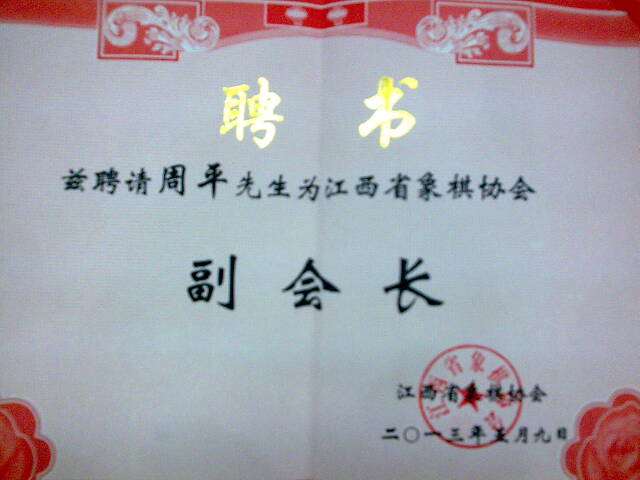 聘书
兹聘请周平先生为江西省象棋协会
副会长
江西省象棋协会
二〇一三年五月九日